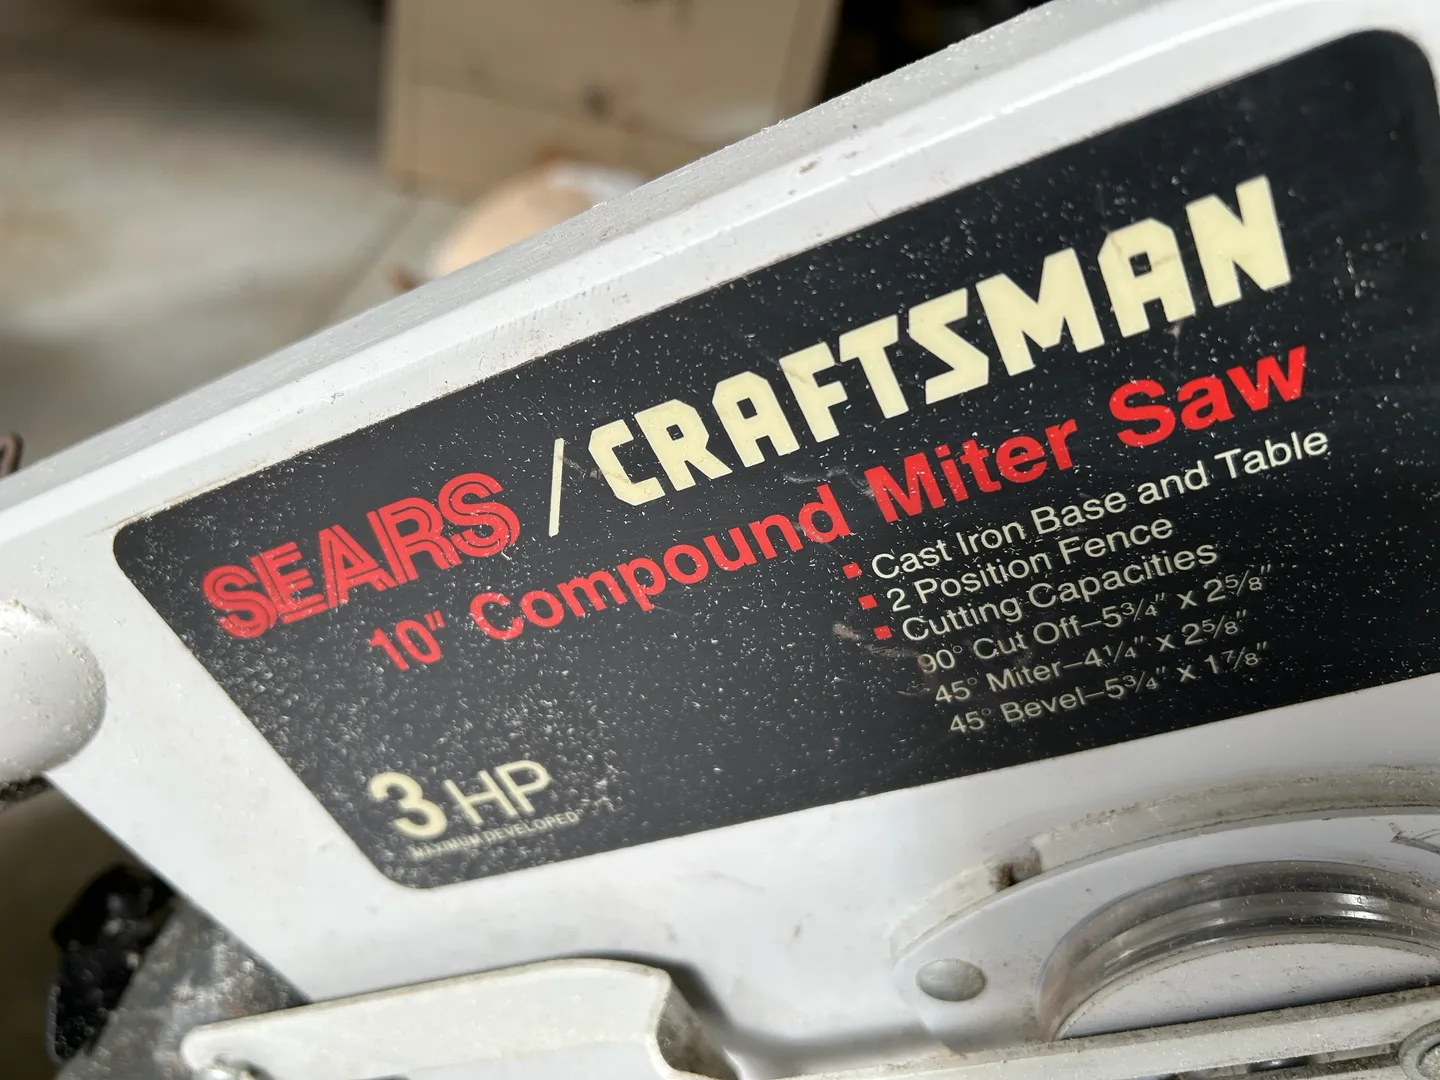 SEARS / CRAFTSMAN
10" Compound Miter Saw
▪ Cast Iron Base and Table
▪ 2 Position Fence
▪ Cutting Capacities
90° Cut Off–5¾" x 2⅝"
45° Miter–4¼" x 2⅝"
45° Bevel–5¾" x 1⅞"
3 HP
MAXIMUM DEVELOPED